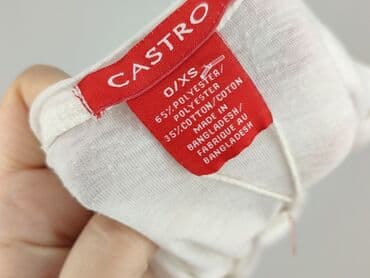 CASTRO
0/XS
65% POLYESTER/
POLYESTER
35% COTTON/COTON
MADE IN
BANGLADESH/
FABRIQUE AU
BANGLADESH